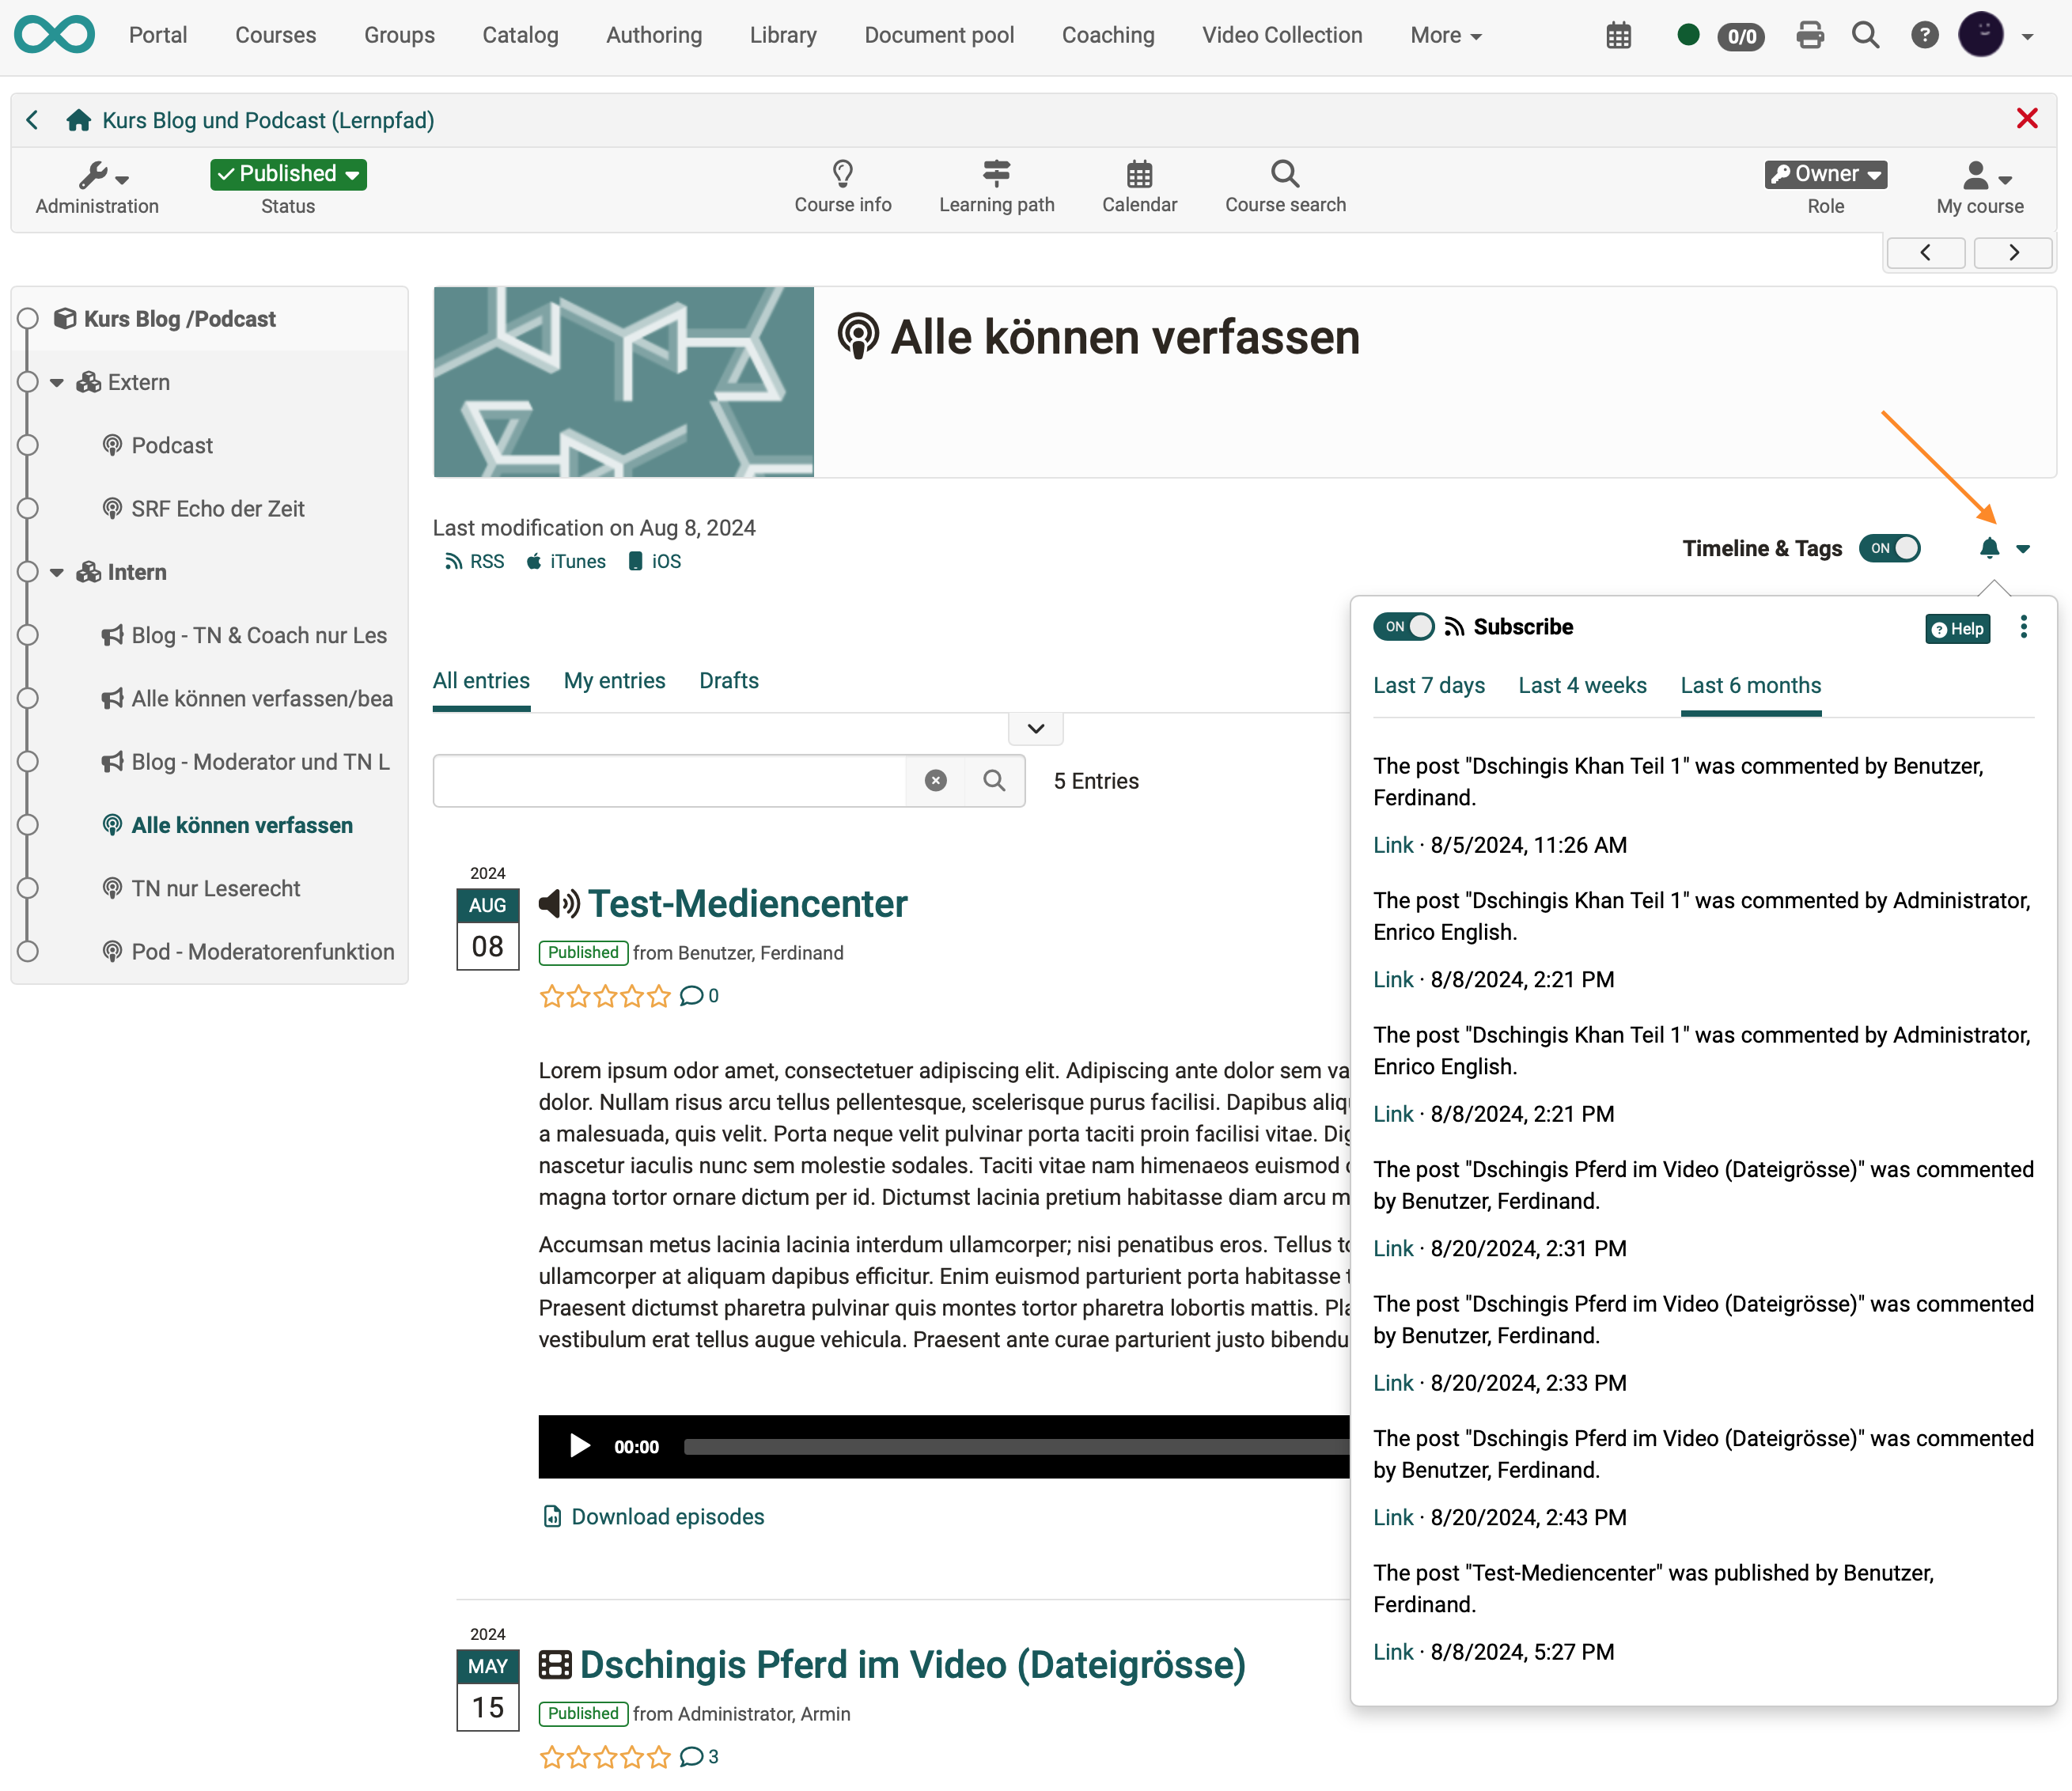 Portal
Courses
Groups
Catalog
Authoring
Library
Document pool
Coaching
Video Collection
More
0/0
Kurs Blog und Podcast (Lernpfad)
Administration
Published
Status
Course info
Learning path
Calendar
Course search
Owner
Role
My course
Kurs Blog /Podcast
Extern
Podcast
SRF Echo der Zeit
Intern
Blog - TN & Coach nur Les
Alle können verfassen/bea
Blog - Moderator und TN L
Alle können verfassen
TN nur Leserecht
Pod - Moderatorenfunktion
Alle können verfassen
Last modification on Aug 8, 2024
RSS
iTunes
iOS
Timeline & Tags
ON
All entries
My entries
Drafts
5 Entries
2024
AUG
08
Test-Mediencenter
Published from Benutzer, Ferdinand
0
Lorem ipsum odor amet, consectetuer adipiscing elit. Adipiscing ante dolor sem va
dolor. Nullam risus arcu tellus pellentesque, scelerisque purus facilisi. Dapibus aliq
a malesuada, quis velit. Porta neque velit pulvinar porta taciti proin facilisi vitae. Dig
nascetur iaculis nunc sem molestie sodales. Taciti vitae nam himenaeos euismod
magna tortor ornare dictum per id. Dictumst lacinia pretium habitasse diam arcu m
Accumsan metus lacinia lacinia interdum ullamcorper; nisi penatibus eros. Tellus to
ullamcorper at aliquam dapibus efficitur. Enim euismod parturient porta habitasse
Praesent dictumst pharetra pulvinar quis montes tortor pharetra lobortis mattis. Pla
vestibulum erat tellus augue vehicula. Praesent ante curae parturient justo bibendu
00:00
Download episodes
2024
MAY
15
Dschingis Pferd im Video (Dateigrösse)
Published from Administrator, Armin
3
ON
Subscribe
Help
Last 7 days
Last 4 weeks
Last 6 months
The post "Dschingis Khan Teil 1" was commented by Benutzer,
Ferdinand.
Link · 8/5/2024, 11:26 AM
The post "Dschingis Khan Teil 1" was commented by Administrator,
Enrico English.
Link · 8/8/2024, 2:21 PM
The post "Dschingis Khan Teil 1" was commented by Administrator,
Enrico English.
Link · 8/8/2024, 2:21 PM
The post "Dschingis Pferd im Video (Dateigrösse)" was commented
by Benutzer, Ferdinand.
Link · 8/20/2024, 2:31 PM
The post "Dschingis Pferd im Video (Dateigrösse)" was commented
by Benutzer, Ferdinand.
Link · 8/20/2024, 2:33 PM
The post "Dschingis Pferd im Video (Dateigrösse)" was commented
by Benutzer, Ferdinand.
Link · 8/20/2024, 2:43 PM
The post "Test-Mediencenter" was published by Benutzer,
Ferdinand.
Link · 8/8/2024, 5:27 PM